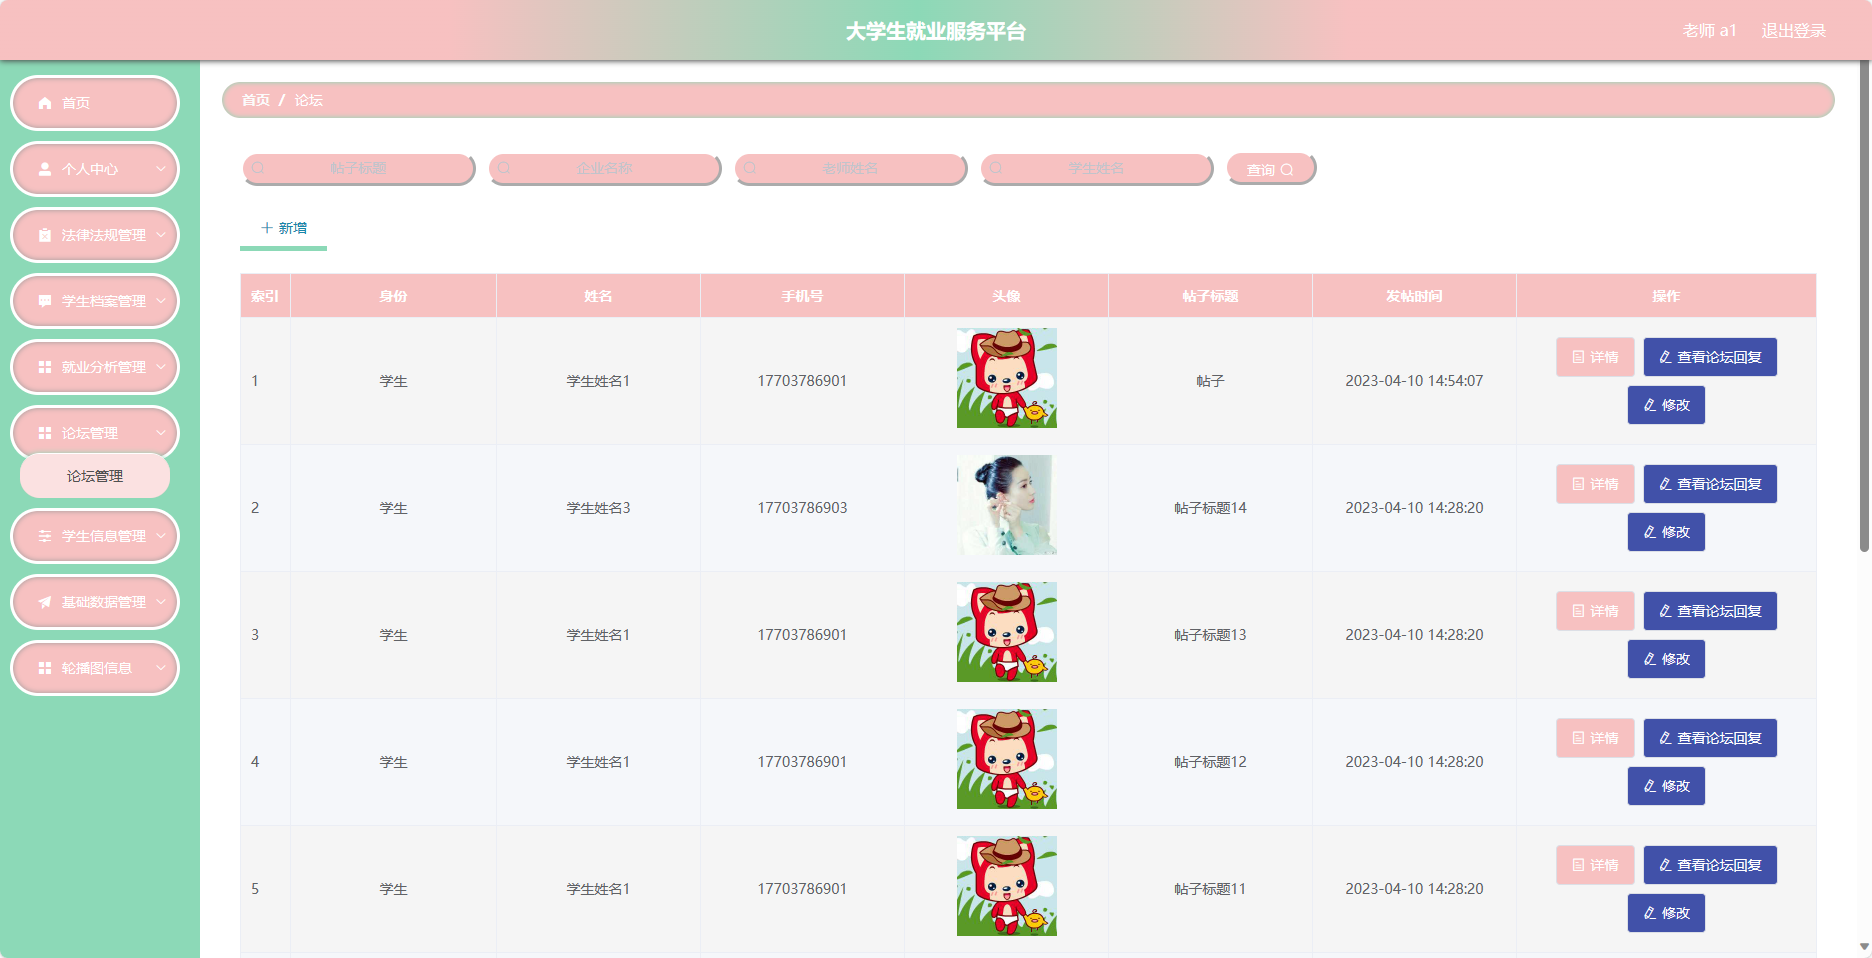 大学生就业服务平台
老师 a1 退出登录
首页
个人中心
法律法规管理
学生档案管理
就业分析管理
论坛管理
论坛管理
学生信息管理
基础数据管理
轮播图信息
首页 / 论坛
帖子标题 企业名称 老师姓名 学生姓名 查询
新增
索引 身份 姓名 手机号 头像 帖子标题 发帖时间 操作
1 学生 学生姓名1 17703786901 帖子 2023-04-10 14:54:07 详情 查看论坛回复
修改
2 学生 学生姓名3 17703786903 帖子标题14 2023-04-10 14:28:20 详情 查看论坛回复
修改
3 学生 学生姓名1 17703786901 帖子标题13 2023-04-10 14:28:20 详情 查看论坛回复
修改
4 学生 学生姓名1 17703786901 帖子标题12 2023-04-10 14:28:20 详情 查看论坛回复
修改
5 学生 学生姓名1 17703786901 帖子标题11 2023-04-10 14:28:20 详情 查看论坛回复
修改